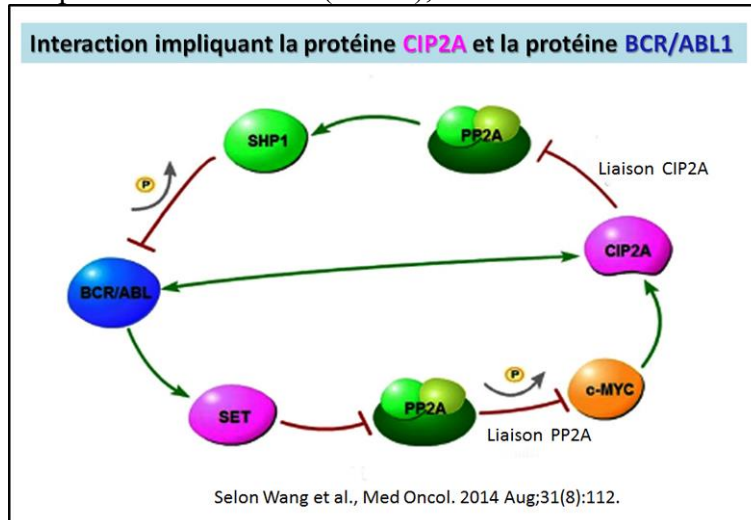 Interaction impliquant la protéine CIP2A et la protéine BCR/ABL1
SHP1
PP2A
Liaison CIP2A
P
CIP2A
BCR/ABL
P
c-MYC
SET
PP2A
Liaison PP2A
Selon Wang et al., Med Oncol. 2014 Aug;31(8):112.